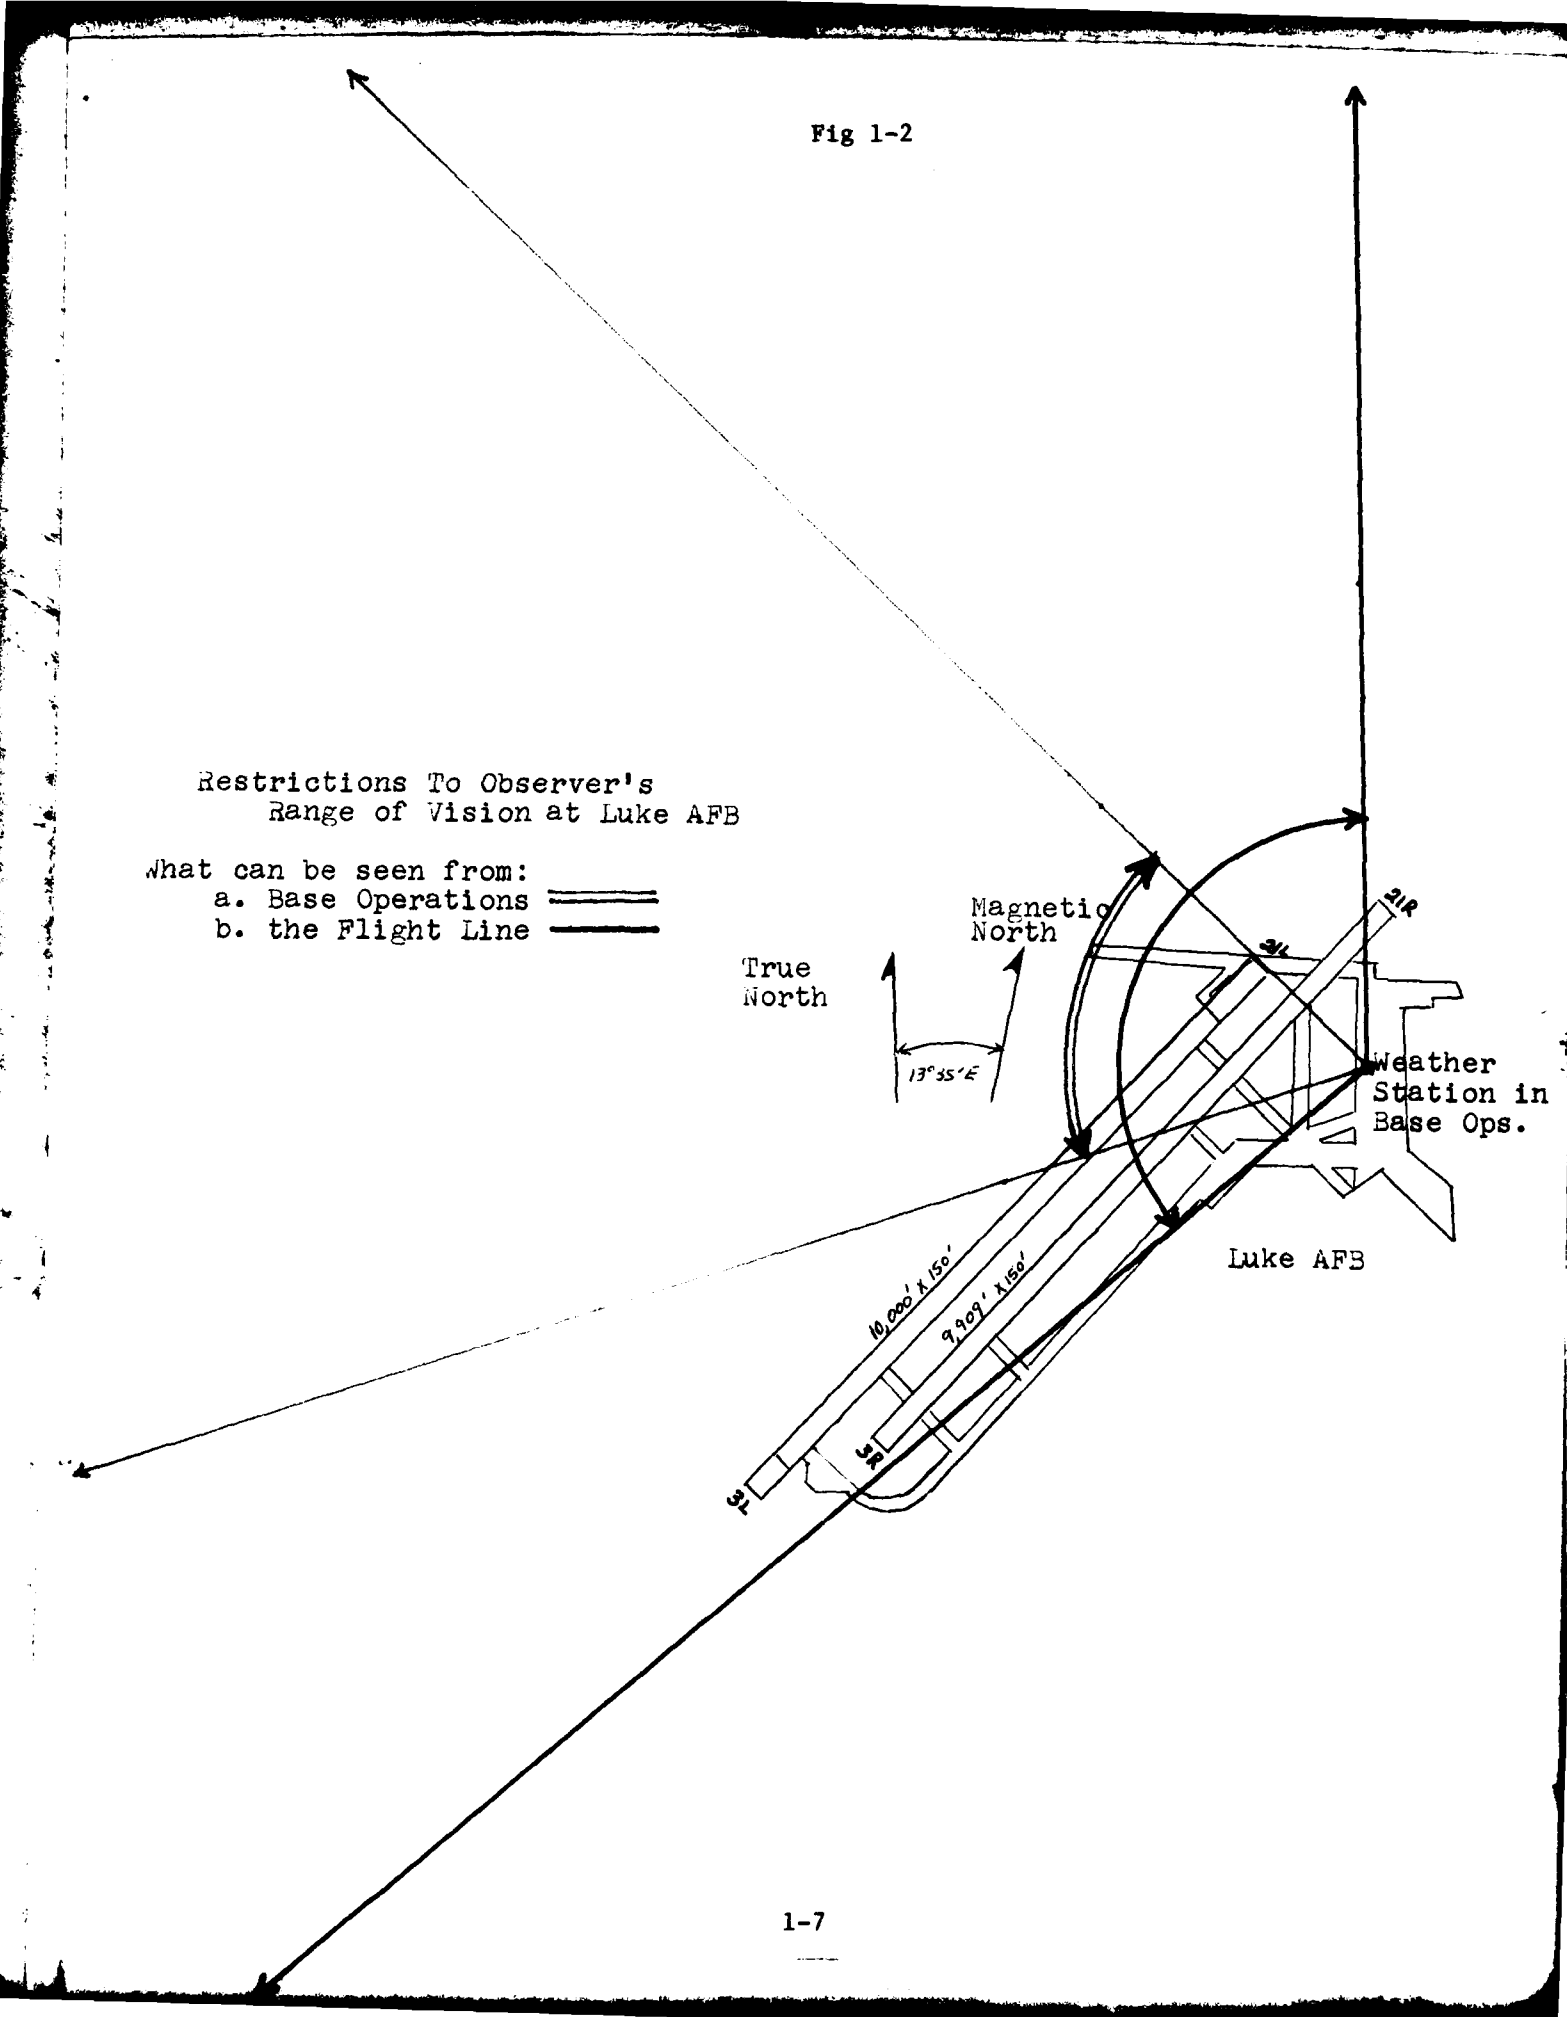 Fig 1-2
Restrictions To Observer's
Range of Vision at Luke AFB
What can be seen from:
a. Base Operations
b. the Flight Line
Magnetic
North
True
North
13°35'E
21R
21L
Weather
Station in
Base Ops.
Luke AFB
10,000' X 150'
9,909' X 150'
3R
3L
1-7